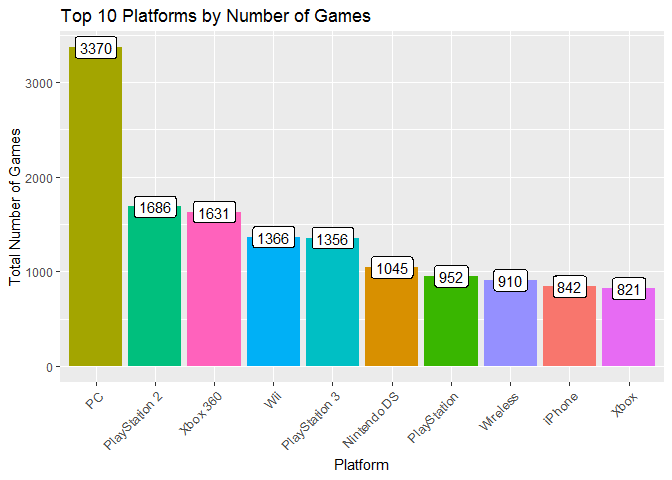 Top 10 Platforms by Number of Games
Total Number of Games
3000
2000
1000
0
3370
1686
1631
1366
1356
1045
952
910
842
821
PC
PlayStation 2
Xbox 360
Wii
PlayStation 3
Nintendo DS
PlayStation
Wireless
iPhone
Xbox
Platform